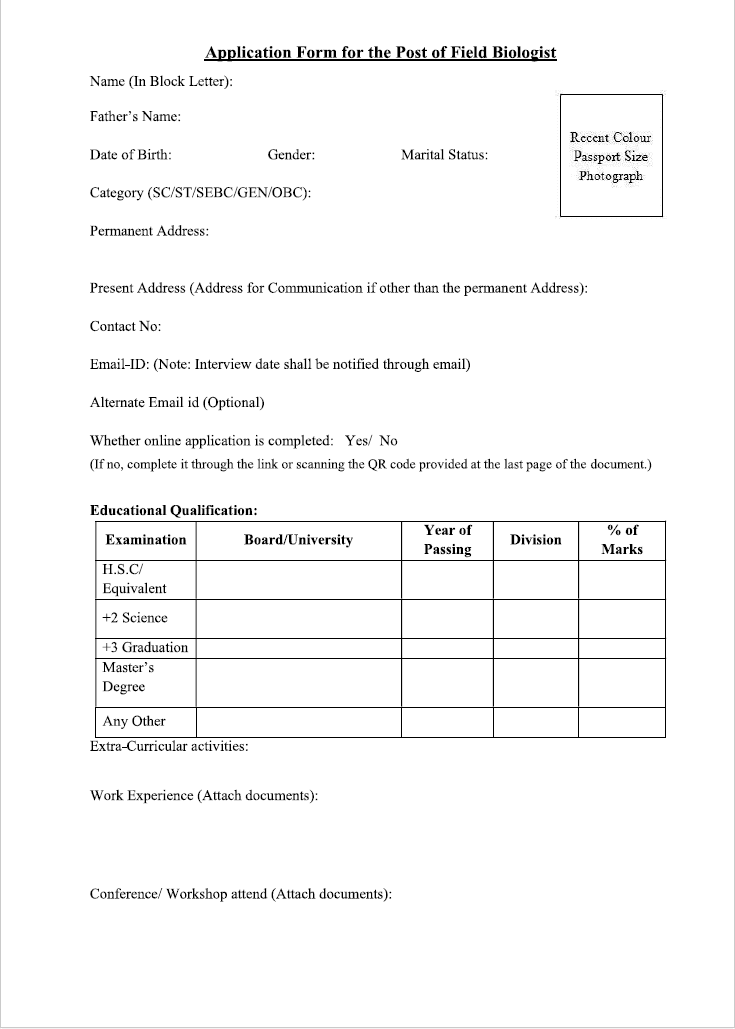 Application Form for the Post of Field Biologist
Name (In Block Letter):
Father’s Name:
Recent Colour
Passport Size
Photograph
Date of Birth: Gender: Marital Status:
Category (SC/ST/SEBC/GEN/OBC):
Permanent Address:
Present Address (Address for Communication if other than the permanent Address):
Contact No:
Email-ID: (Note: Interview date shall be notified through email)
Alternate Email id (Optional)
Whether online application is completed: Yes/ No
(If no, complete it through the link or scanning the QR code provided at the last page of the document.)
Educational Qualification:
Examination Board/University Year of Passing Division % of Marks
H.S.C/
Equivalent
+2 Science
+3 Graduation
Master’s
Degree
Any Other
Extra-Curricular activities:
Work Experience (Attach documents):
Conference/ Workshop attend (Attach documents):